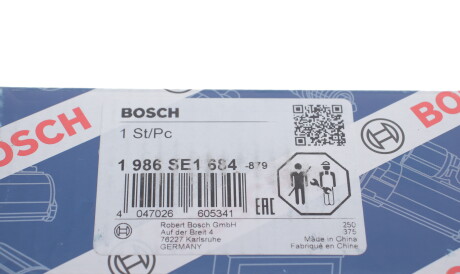 BOSCH
BOSCH
1 St/Pc
1 986 SE1 684 -879
4 047026 605341
EAC
Robert Bosch GmbH
Auf der Breit 4
76227 Karlsruhe
GERMANY
250
375
Made in China
Fabriqué en Chine
BOSCH